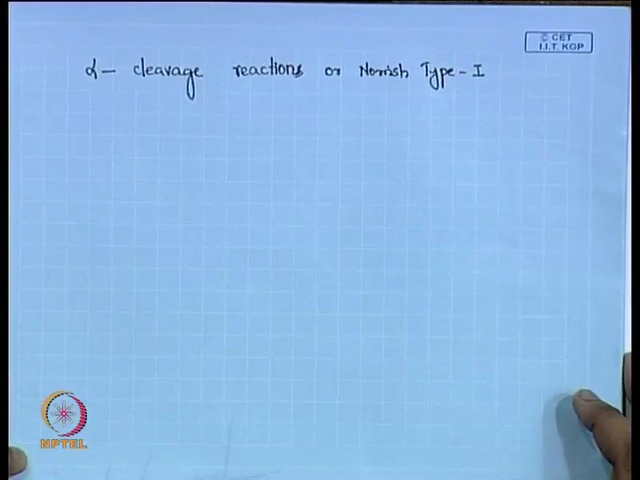 © CET
I.I.T. KGP
α- cleavage reactions or Norrish Type - I
NPTEL